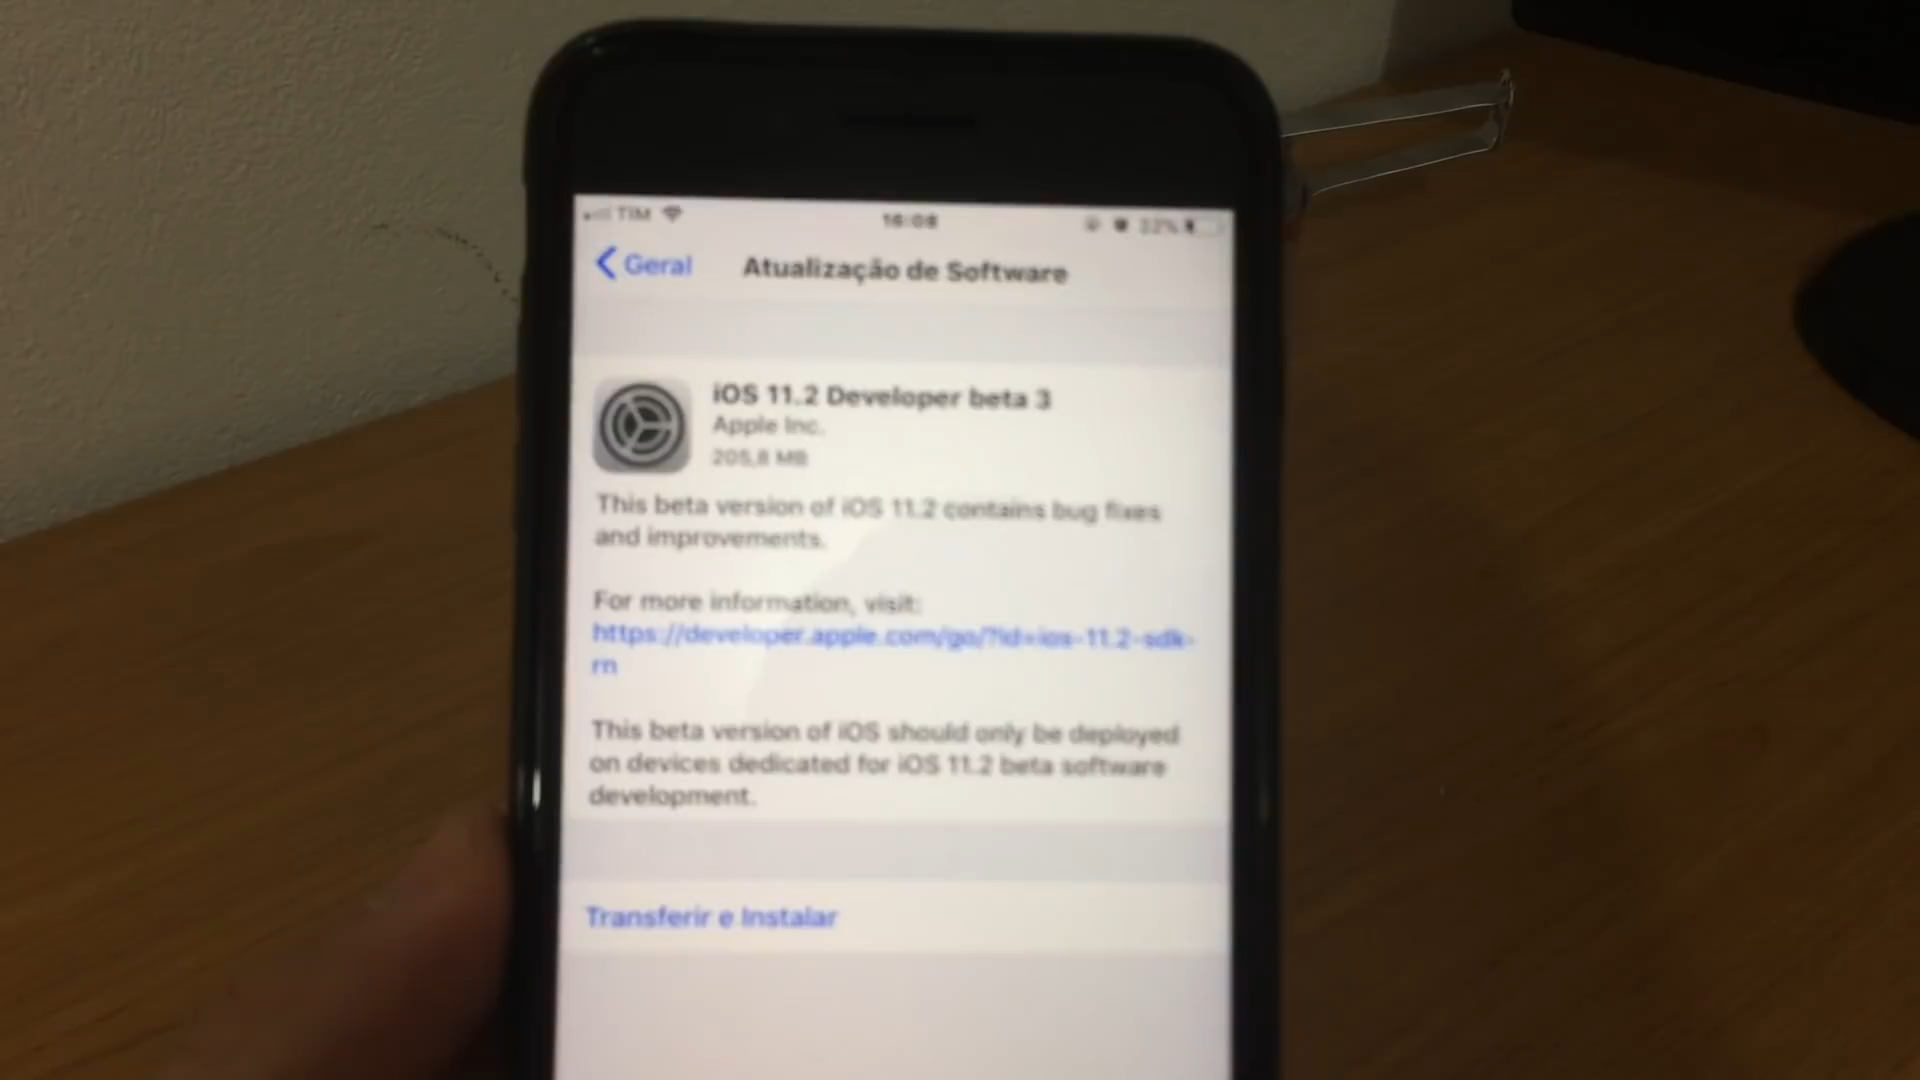 TIM
16:08
22%
Geral
Atualização de Software
iOS 11.2 Developer beta 3
Apple Inc.
205,8 MB
This beta version of iOS 11.2 contains bug fixes
and improvements.
For more information, visit:
https://developer.apple.com/go/?id=ios-11.2-sdk-
rn
This beta version of iOS should only be deployed
on devices dedicated for iOS 11.2 beta software
development.
Transferir e Instalar